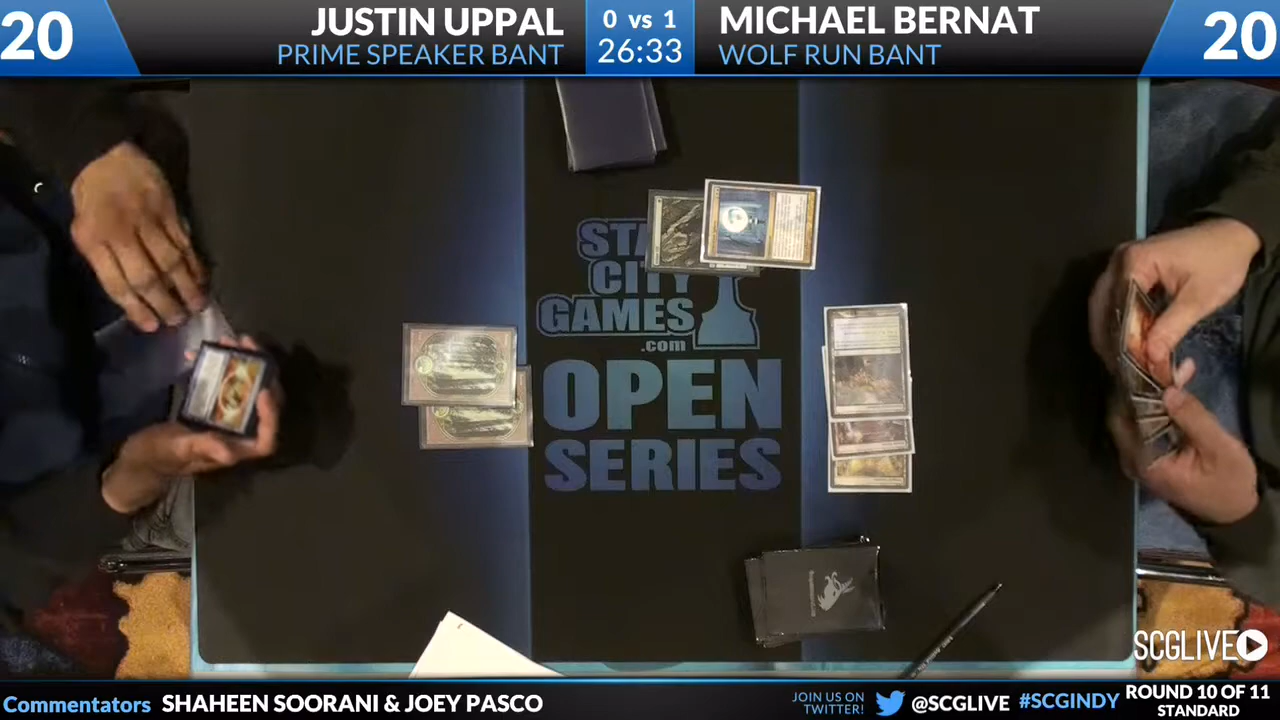 20
JUSTIN UPPAL
PRIME SPEAKER BANT
0 vs 1
26:33
MICHAEL BERNAT
WOLF RUN BANT
20
STA
CITY
GAMES
.com
OPEN
SERIES
SCGLIVE
Commentators SHAHEEN SOORANI & JOEY PASCO
JOIN US ON
TWITTER!
@SCGLIVE #SCGINDY
ROUND 10 OF 11
STANDARD